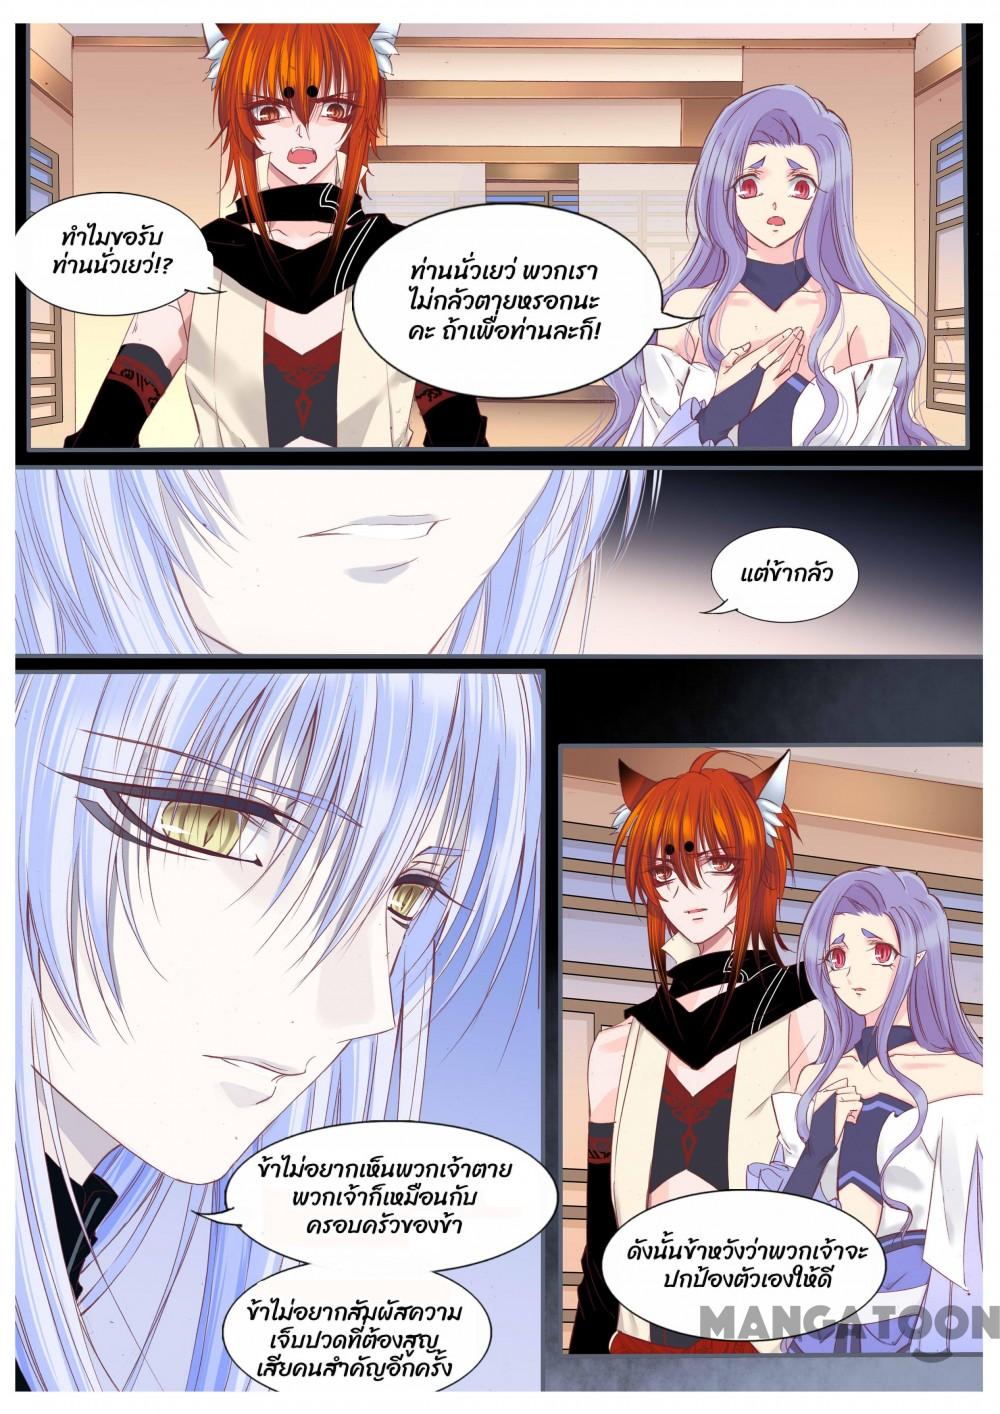 ทำไมขอรับ
ท่านนั่วเยว่!?
ท่านนั่วเยว่ พวกเรา
ไม่กลัวตายหรอกนะ
คะ ถ้าเพื่อท่านละก็!
แต่ข้ากลัว
ข้าไม่อยากเห็นพวกเจ้าตาย
พวกเจ้าก็เหมือนกับ
ครอบครัวของข้า
ข้าไม่อยากสัมผัสความ
เจ็บปวดที่ต้องสูญ
เสียคนสำคัญอีกครั้ง
ดังนั้นข้าหวังว่าพวกเจ้าจะ
ปกป้องตัวเองให้ดี
MANGATOON